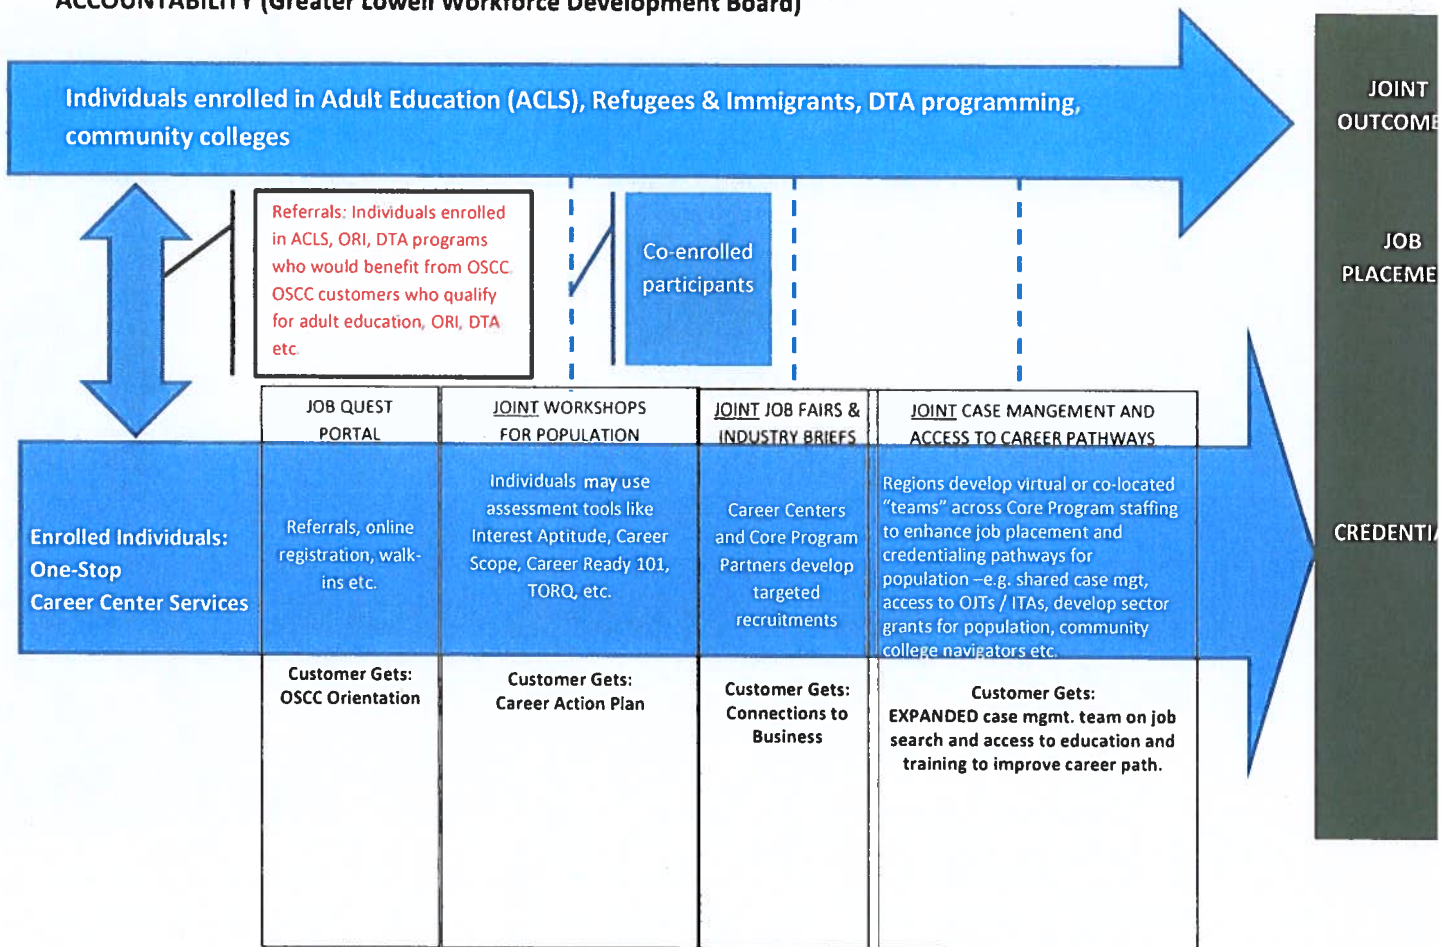 ACCOUNTABILITY (Greater Lowell Workforce Development Board)
Individuals enrolled in Adult Education (ACLS), Refugees & Immigrants, DTA programming,
community colleges
JOINT
OUTCOME
JOB
PLACEME
CREDENTIA
Referrals: Individuals enrolled
in ACLS, ORI, DTA programs
who would benefit from OSCC.
OSCC customers who qualify
for adult education, ORI, DTA
etc.
Co-enrolled
participants
JOB QUEST
PORTAL
JOINT WORKSHOPS
FOR POPULATION
JOINT JOB FAIRS &
INDUSTRY BRIEFS
JOINT CASE MANGEMENT AND
ACCESS TO CAREER PATHWAYS
Enrolled Individuals:
One-Stop
Career Center Services
Referrals, online
registration, walk-
ins etc.
Individuals may use
assessment tools like
Interest Aptitude, Career
Scope, Career Ready 101,
TORQ, etc.
Career Centers
and Core Program
Partners develop
targeted
recruitments
Regions develop virtual or co-located
"teams" across Core Program staffing
to enhance job placement and
credentialing pathways for
population –e.g. shared case mgt,
access to OJTs / ITAs, develop sector
grants for population, community
college navigators etc.
Customer Gets:
OSCC Orientation
Customer Gets:
Career Action Plan
Customer Gets:
Connections to
Business
Customer Gets:
EXPANDED case mgmt. team on job
search and access to education and
training to improve career path.